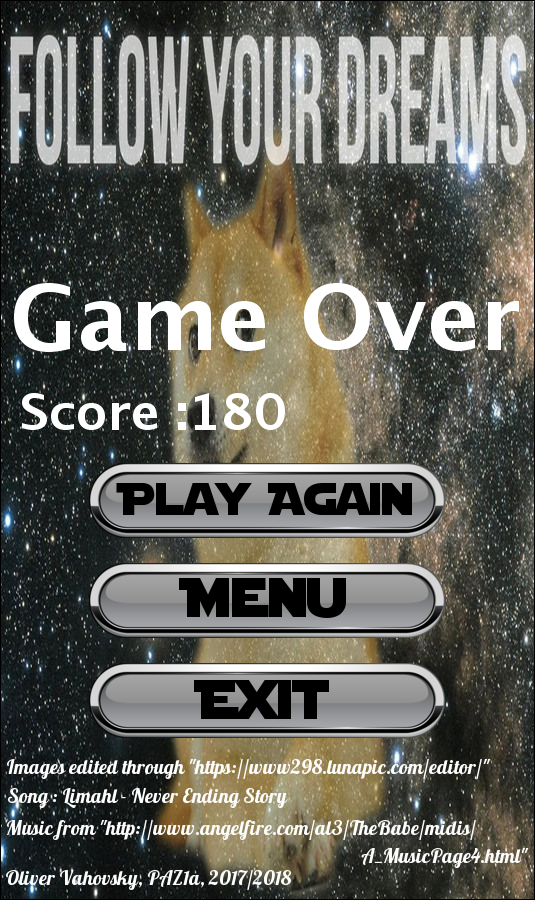 FOLLOW YOUR DREAMS
Game Over
Score :180
PLAY AGAIN
MENU
EXIT
Images edited through "https://www298.lunapic.com/editor/"
Song : Limahl - Never Ending Story
Music from "http://www.angelfire.com/al3/TheBabe/midis/
A_MusicPage4.html"
Oliver Vahovsky, PAZ1a, 2017/2018